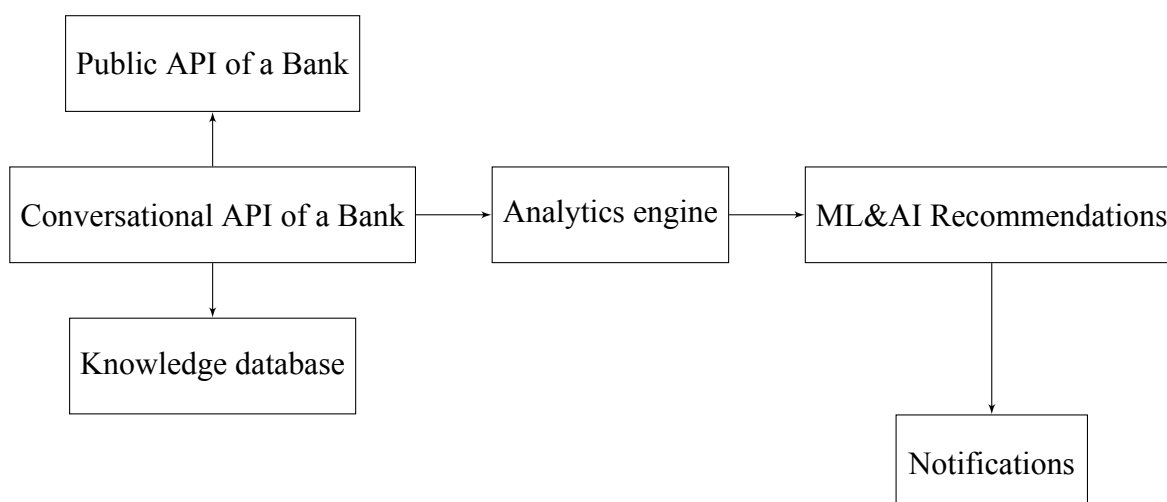 Public API of a Bank
Conversational API of a Bank
Analytics engine
ML&AI Recommendations
Knowledge database
Notifications